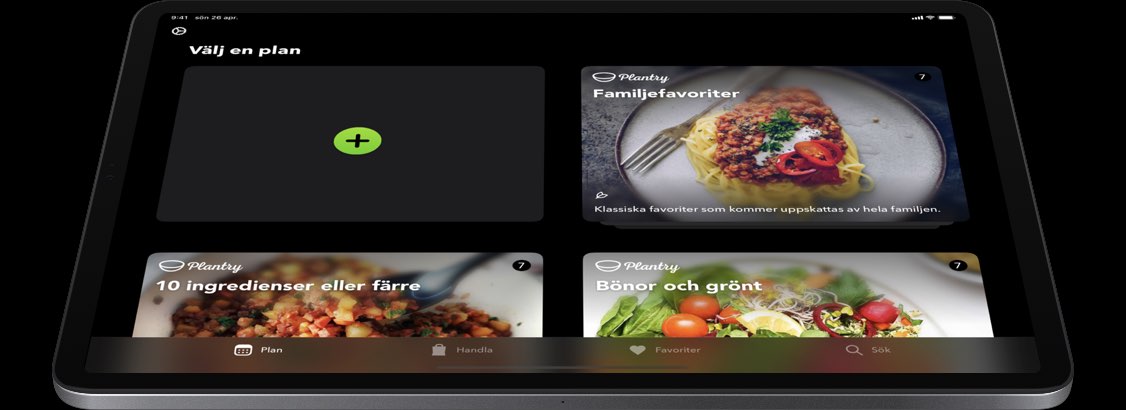 9:41 sön 26 apr.
Välj en plan
Plantry
7
Familjefavoriter
Klassiska favoriter som kommer uppskattas av hela familjen.
Plantry
7
10 ingredienser eller färre
Plantry
7
Bönor och grönt
Plan
Handla
Favoriter
Sök